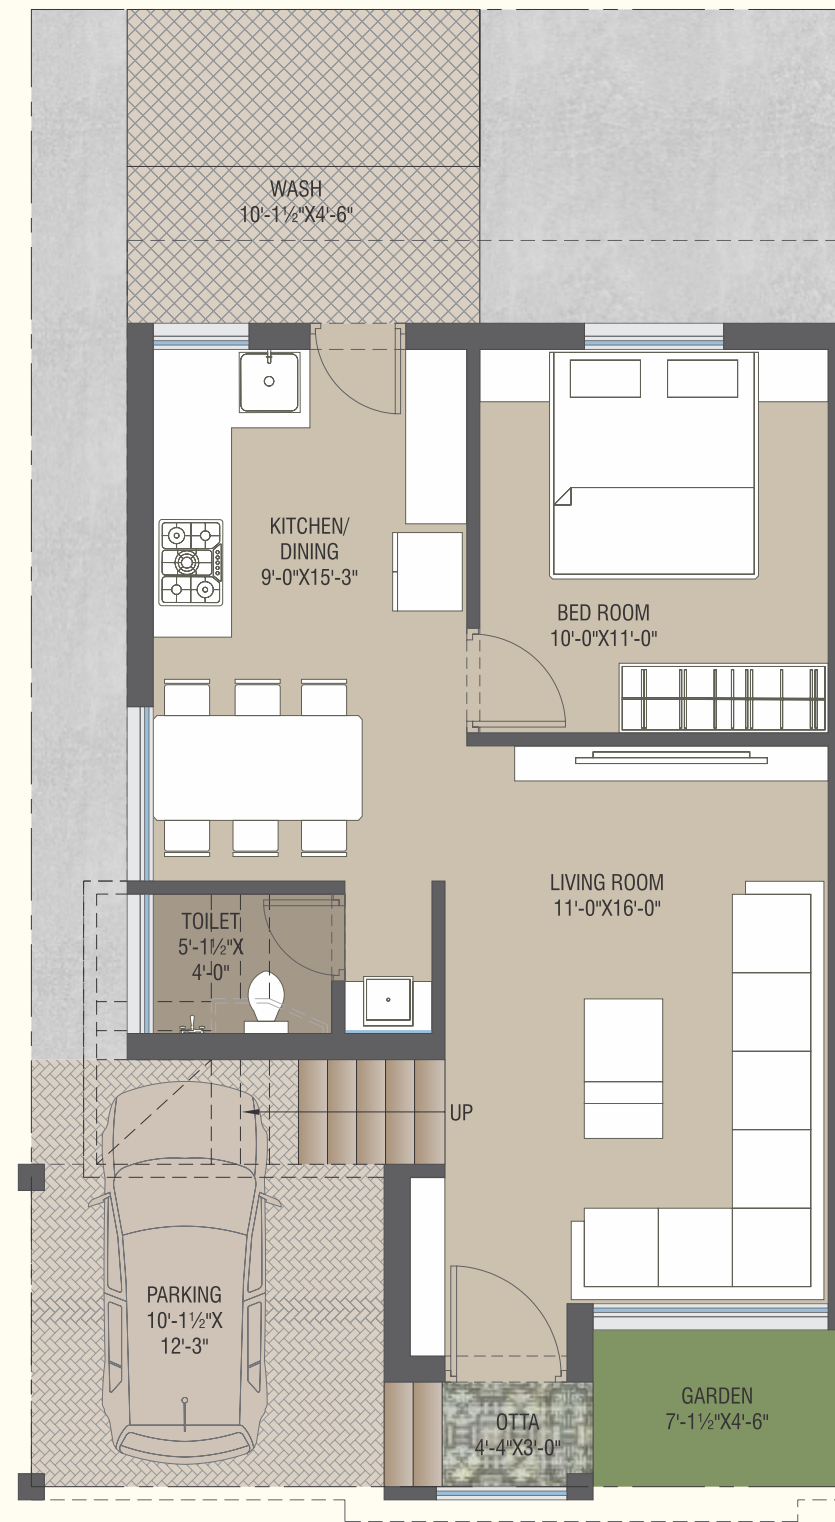 WASH
10'-1½"X4'-6"
KITCHEN/
DINING
9'-0"X15'-3"
BED ROOM
10'-0"X11'-0"
LIVING ROOM
11'-0"X16'-0"
TOILET
5'-1½"X
4'-0"
UP
PARKING
10'-1½"X
12'-3"
OTTA
4'-4"X3'-0"
GARDEN
7'-1½"X4'-6"